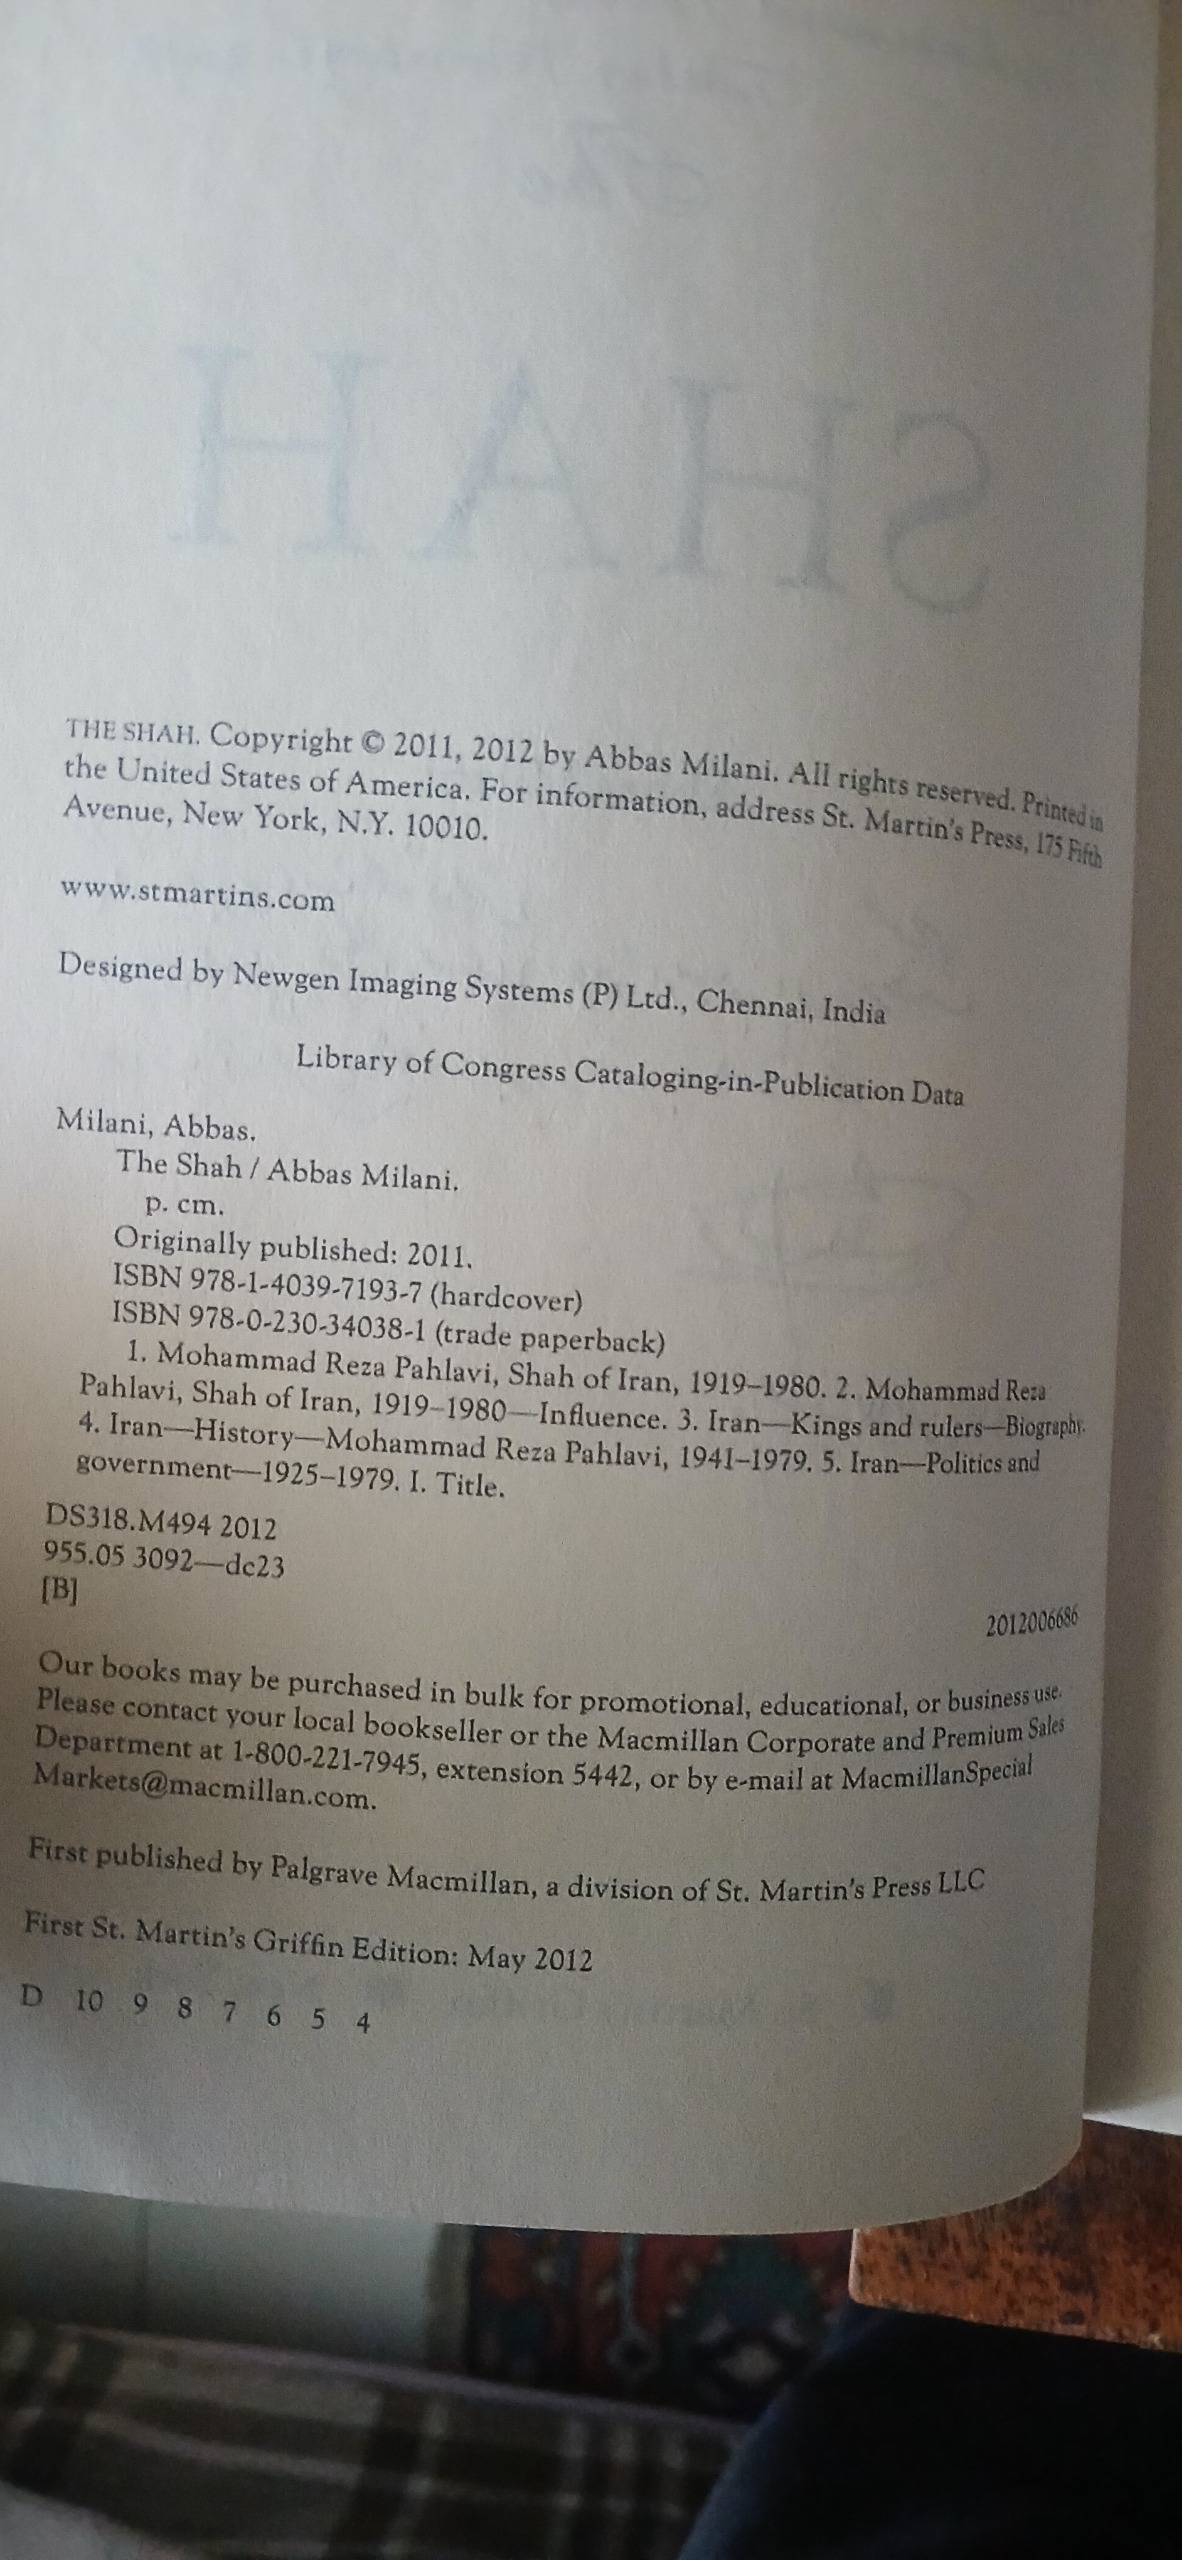 THE SHAH. Copyright © 2011, 2012 by Abbas Milani. All rights reserved. Printed in
the United States of America. For information, address St. Martin's Press, 175 Fifth
Avenue, New York, N.Y. 10010.
www.stmartins.com
Designed by Newgen Imaging Systems (P) Ltd., Chennai, India
Library of Congress Cataloging-in-Publication Data
Milani, Abbas.
The Shah / Abbas Milani.
p. cm.
Originally published: 2011.
ISBN 978-1-4039-7193-7 (hardcover)
ISBN 978-0-230-34038-1 (trade paperback)
1. Mohammad Reza Pahlavi, Shah of Iran, 1919–1980. 2. Mohammad Reza
Pahlavi, Shah of Iran, 1919–1980—Influence. 3. Iran—Kings and rulers—Biography.
4. Iran—History—Mohammad Reza Pahlavi, 1941–1979. 5. Iran—Politics and
government—1925–1979. I. Title.
DS318.M494 2012
955.05 3092—dc23
[B]
2012006686
Our books may be purchased in bulk for promotional, educational, or business use.
Please contact your local bookseller or the Macmillan Corporate and Premium Sales
Department at 1-800-221-7945, extension 5442, or by e-mail at MacmillanSpecial
Markets@macmillan.com.
First published by Palgrave Macmillan, a division of St. Martin's Press LLC
First St. Martin's Griffin Edition: May 2012
D 10 9 8 7 6 5 4